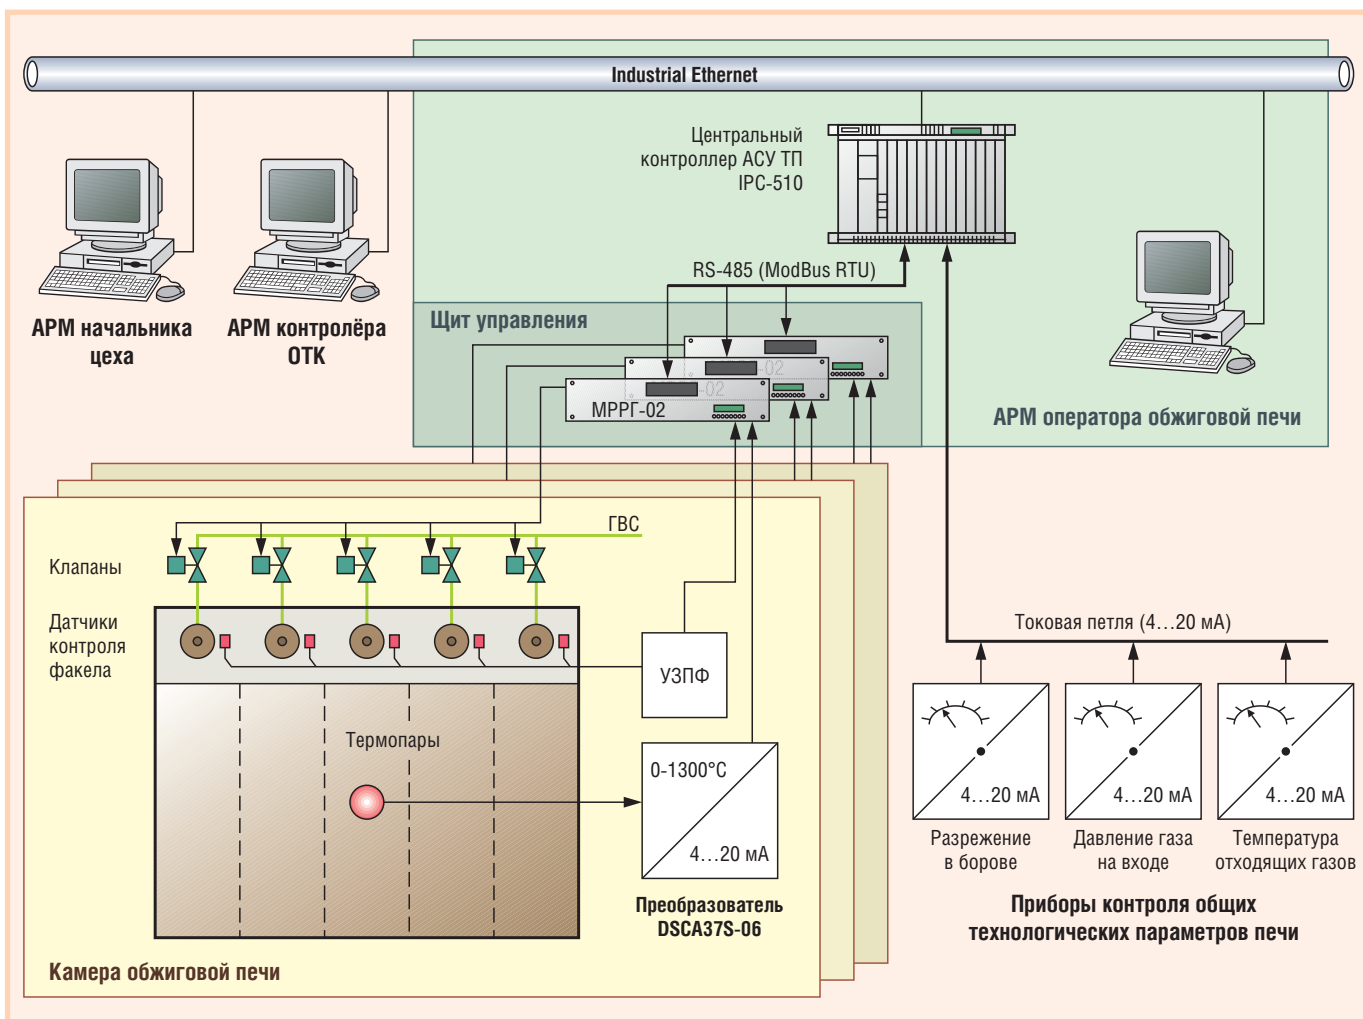 Industrial Ethernet
Центральный
контроллер АСУ ТП
IPC-510
RS-485 (ModBus RTU)
АРМ начальника
цеха
АРМ контролёра
ОТК
Щит управления
-02
-02
МРРГ-02
АРМ оператора обжиговой печи
ГВС
Клапаны
Датчики
контроля
факела
УЗПФ
Термопары
0-1300°C
4...20 мА
Преобразователь
DSCA37S-06
Камера обжиговой печи
Токовая петля (4...20 мА)
4...20 мА
4...20 мА
4...20 мА
Разрежение
в борове
Давление газа
на входе
Температура
отходящих газов
Приборы контроля общих
технологических параметров печи